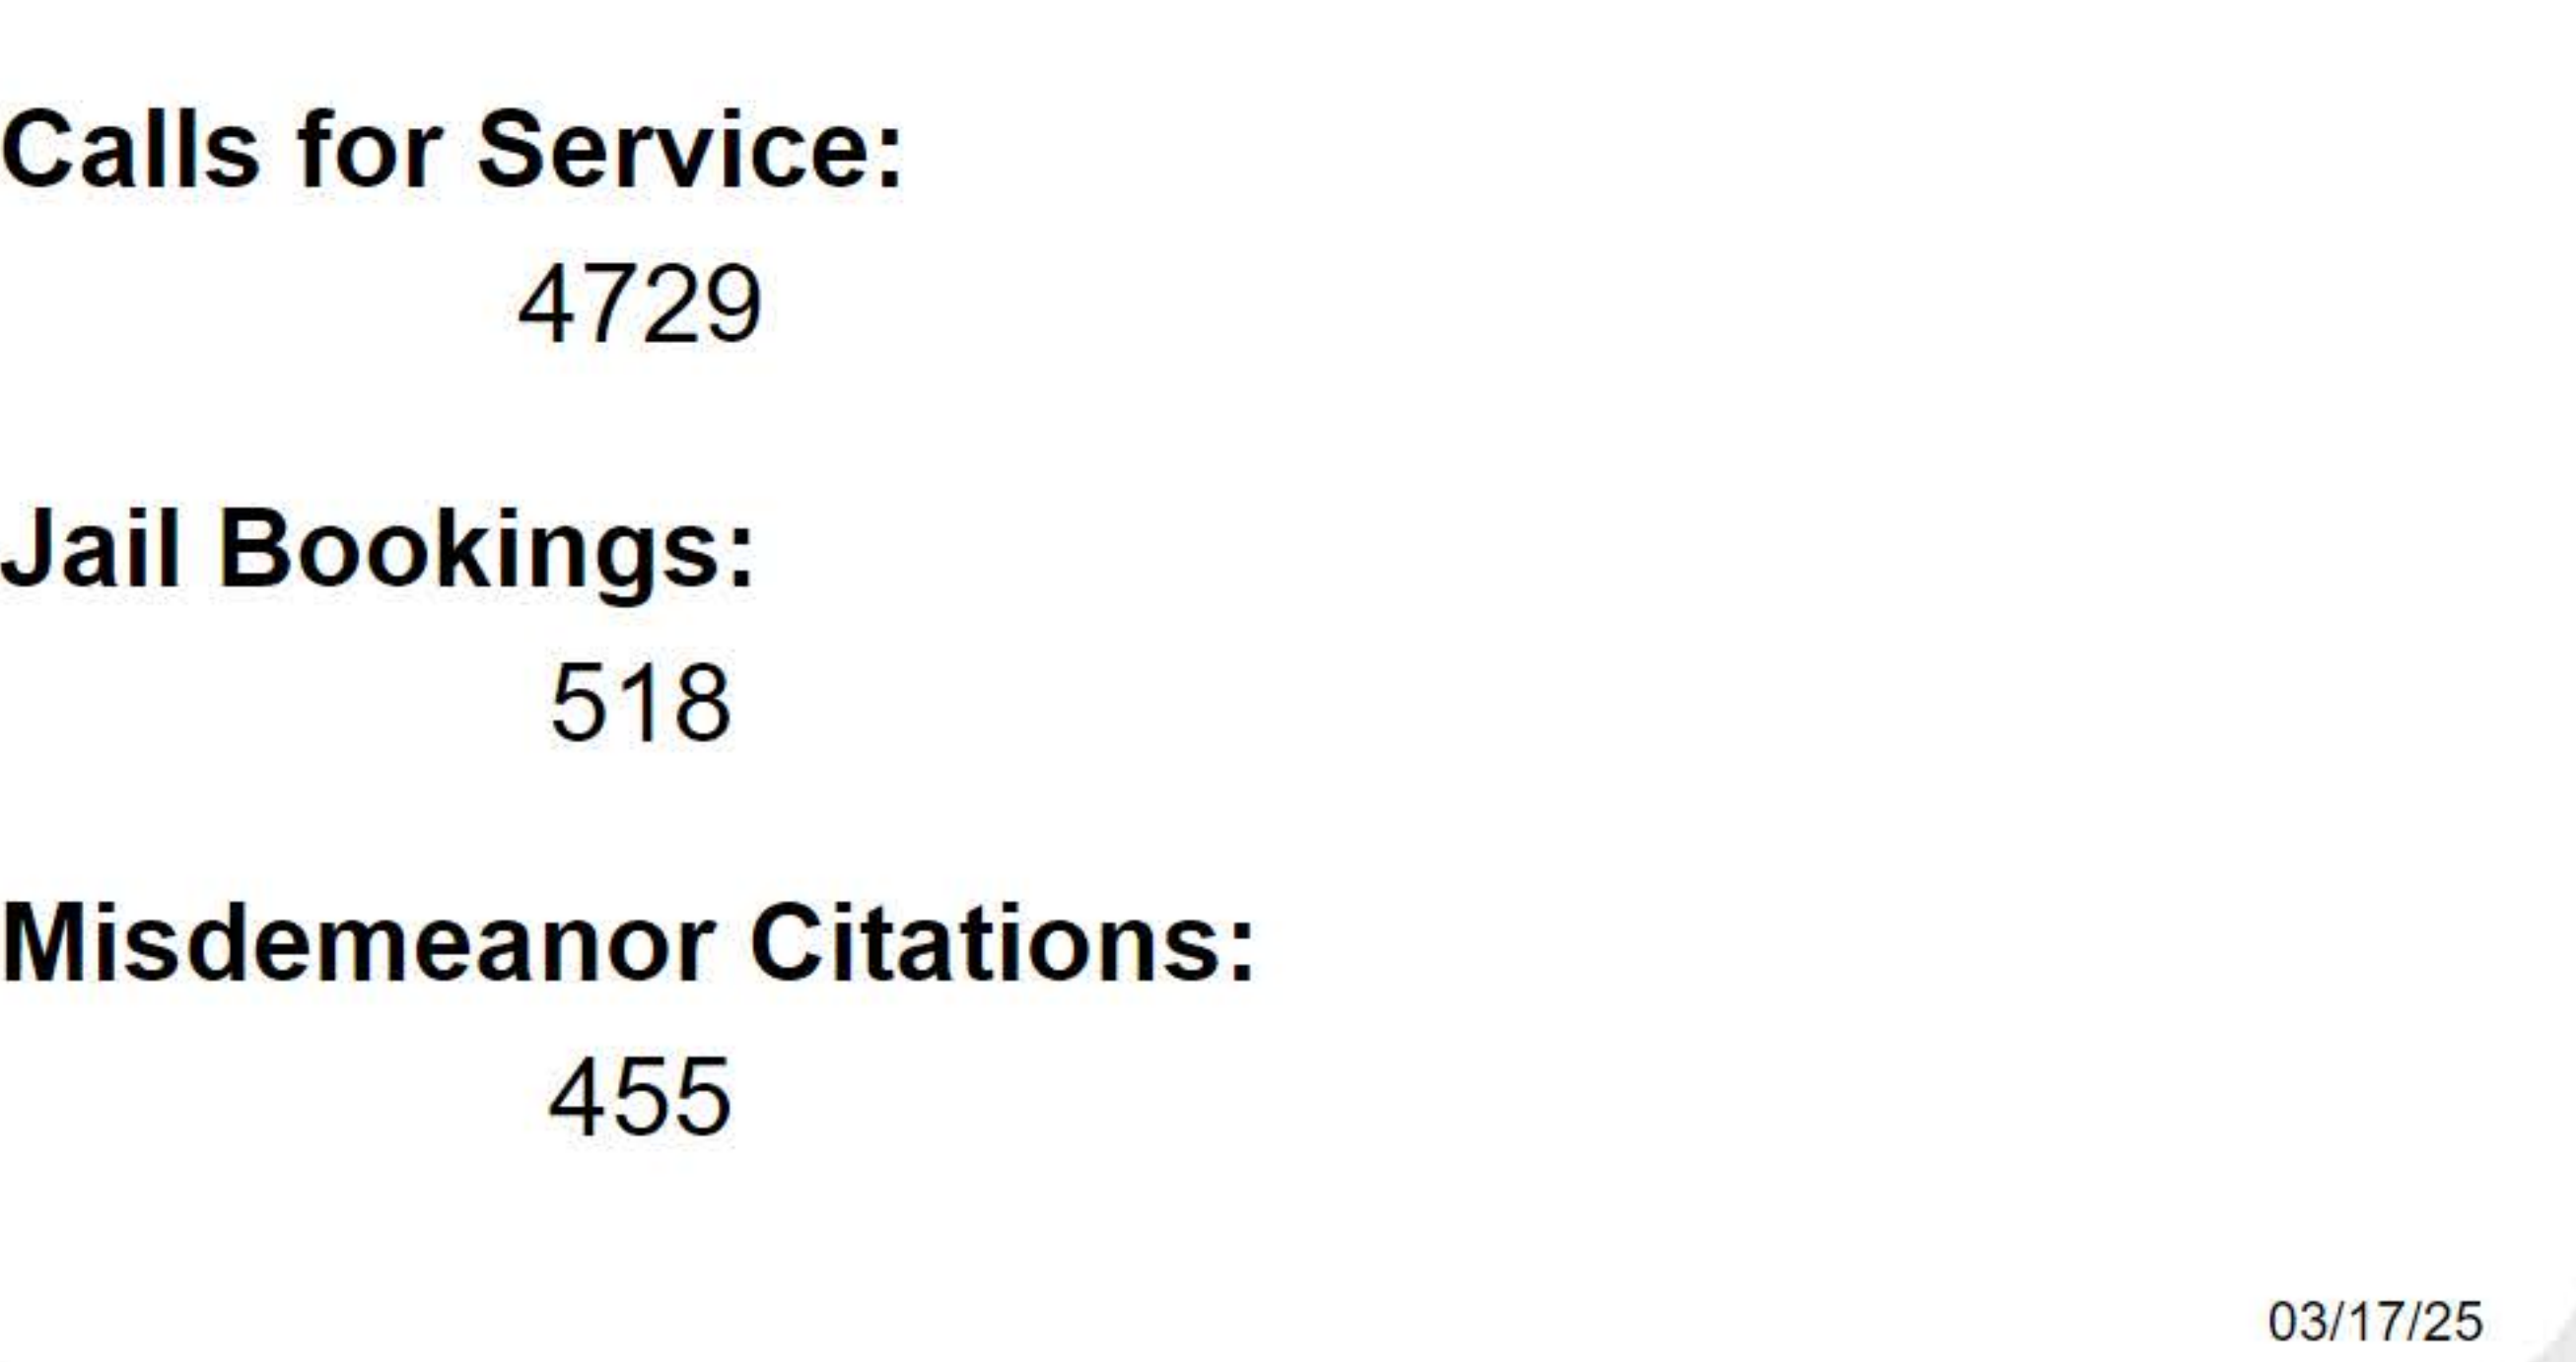 Calls for Service:
4729
Jail Bookings:
518
Misdemeanor Citations:
455
03/17/25